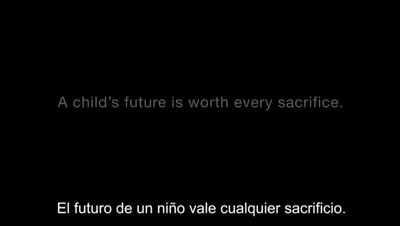 A child's future is worth every sacrifice.
El futuro de un niño vale cualquier sacrificio.